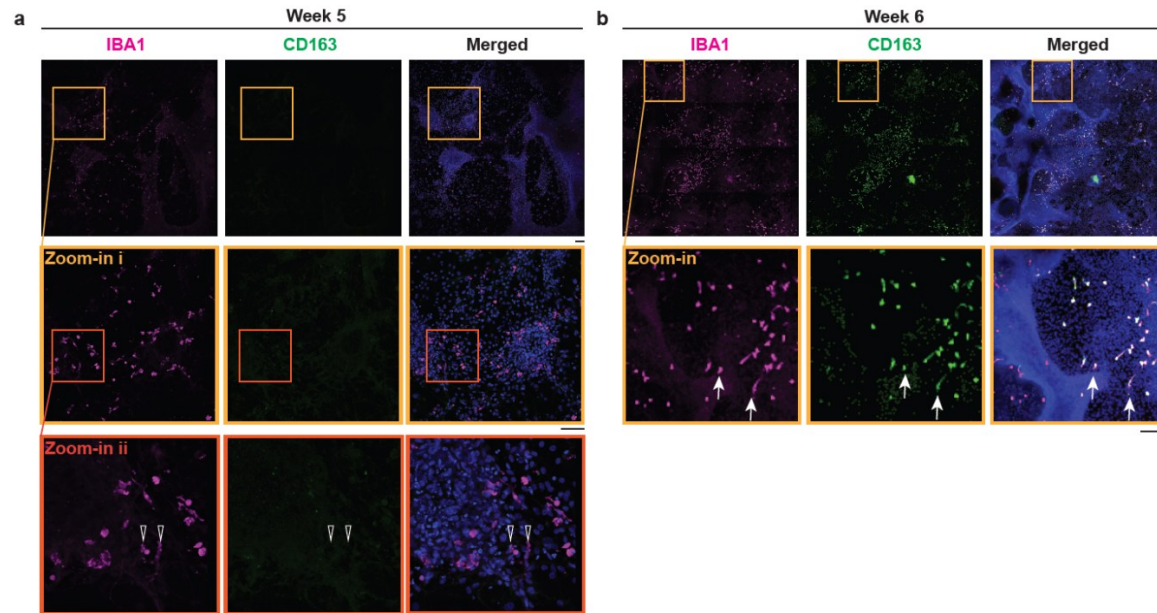 a
Week 5
IBA1 CD163 Merged
Zoom-in i
Zoom-in ii
b
Week 6
IBA1 CD163 Merged
Zoom-in